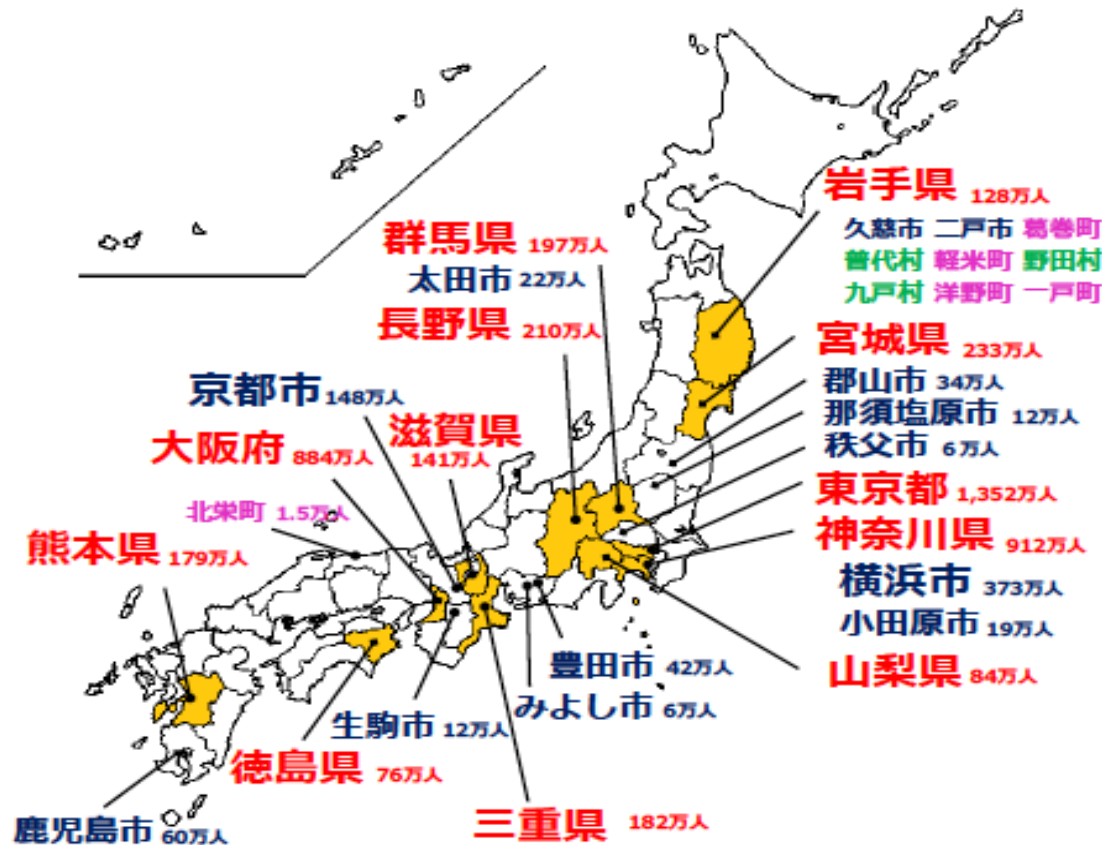 岩手県 128万人
久慈市 二戸市 葛巻町
普代村 軽米町 野田村
九戸村 洋野町 一戸町
群馬県 197万人
太田市 22万人
長野県 210万人
宮城県 233万人
郡山市 34万人
那須塩原市 12万人
秩父市 6万人
京都市 148万人
滋賀県
141万人
大阪府 884万人
東京都 1,352万人
北栄町 1.5万人
神奈川県 912万人
熊本県 179万人
横浜市 373万人
小田原市 19万人
豊田市 42万人
山梨県 84万人
みよし市 6万人
生駒市 12万人
徳島県 76万人
三重県 182万人
鹿児島市 60万人